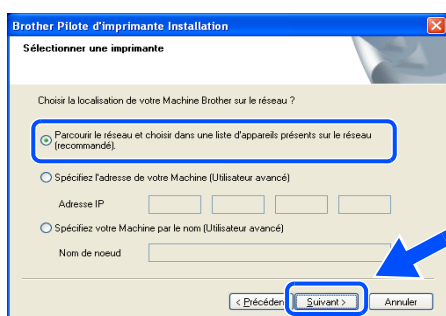 Brother Pilote d'imprimante Installation
Sélectionner une imprimante
Choisir la localisation de votre Machine Brother sur le réseau ?
Parcourir le réseau et choisir dans une liste d'appareils présents sur le réseau
(recommandé).
Spécifiez l'adresse de votre Machine (Utilisateur avancé)
Adresse IP
Spécifiez votre Machine par le nom (Utilisateur avancé)
Nom de noeud
< Précéden
Suivant >
Annuler